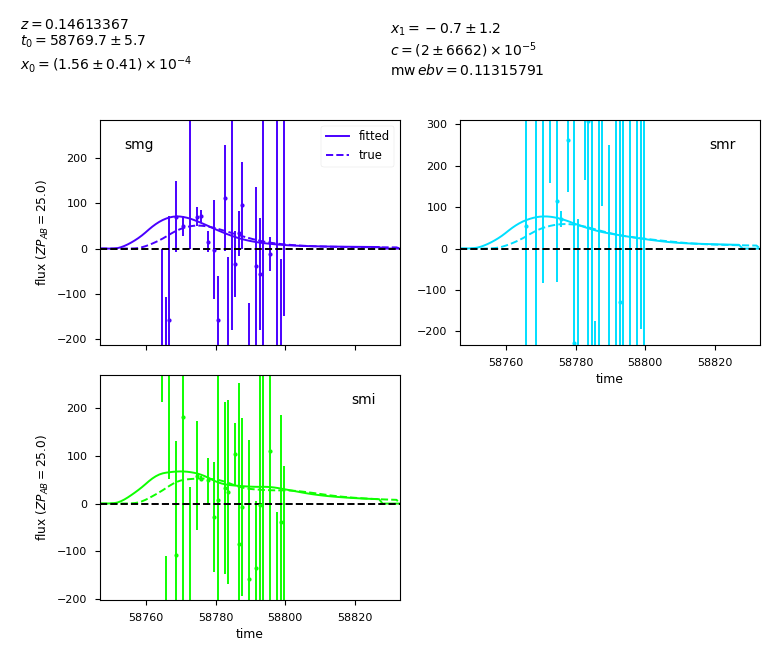 z = 0.14613367
t₀ = 58769.7 ± 5.7
x₀ = (1.56 ± 0.41) × 10⁻⁴
x₁ = −0.7 ± 1.2
c = (2 ± 6662) × 10⁻⁵
mw ebv = 0.11315791
smg
fitted
true
200
100
0
−100
−200
flux (ZP_AB = 25.0)
smr
300
200
100
0
−100
−200
58760 58780 58800 58820
time
smi
200
100
0
−100
−200
flux (ZP_AB = 25.0)
58760 58780 58800 58820
time